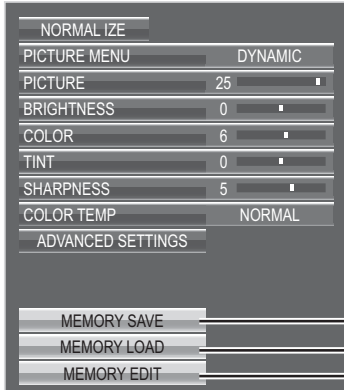 NORMAL IZE
PICTURE MENU DYNAMIC
PICTURE 25
BRIGHTNESS 0
COLOR 6
TINT 0
SHARPNESS 5
COLOR TEMP NORMAL
ADVANCED SETTINGS
MEMORY SAVE
MEMORY LOAD
MEMORY EDIT